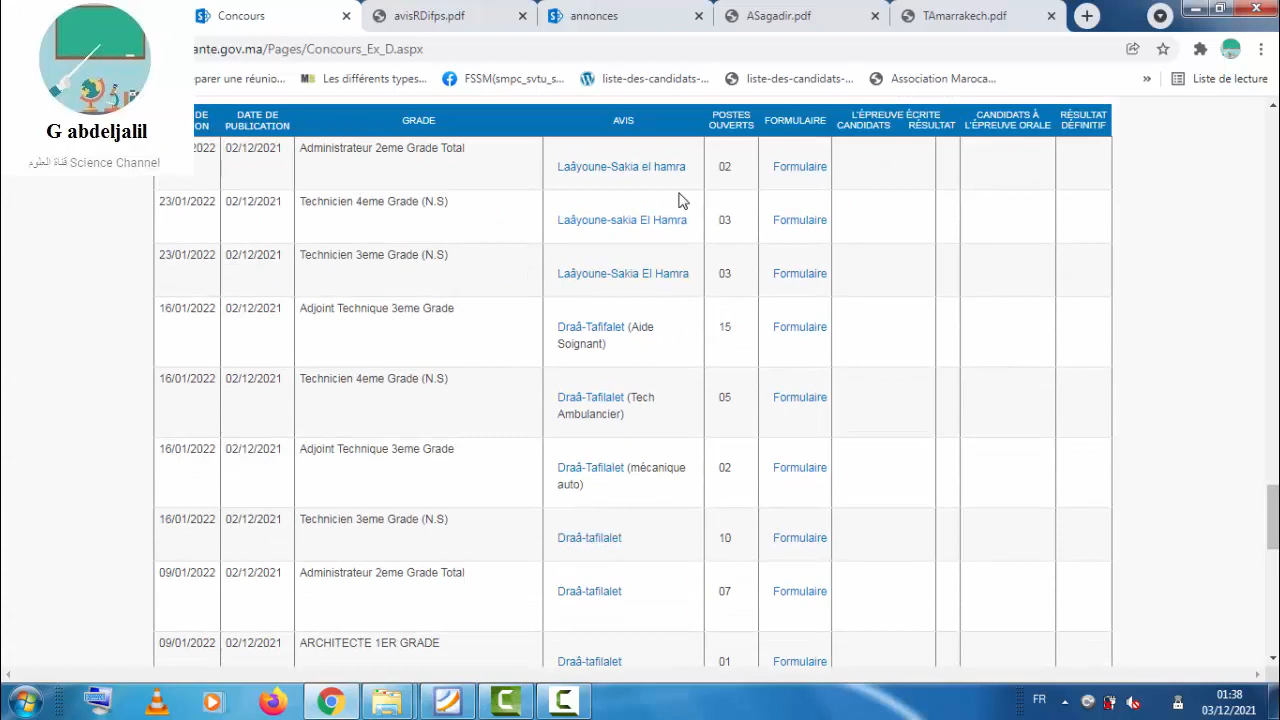 Concours
avisRDifps.pdf
annonces
ASagadir.pdf
TAmarrakech.pdf
ante.gov.ma/Pages/Concours_Ex_D.aspx
parer une réunio...
Les différents types...
FSSM(smpc_svtu_s...
liste-des-candidats-...
liste-des-candidats-...
Association Maroca...
»
Liste de lecture
G abdeljalil
Science Channel قناة العلوم
DE
ION
DATE DE
PUBLICATION
GRADE
AVIS
POSTES
OUVERTS
FORMULAIRE
L'ÉPREUVE ÉCRITE
CANDIDATS RÉSULTAT
CANDIDATS À
L'ÉPREUVE ORALE
RÉSULTAT
DÉFINITIF
022 02/12/2021 Administrateur 2eme Grade Total
Laâyoune-Sakia el hamra 02 Formulaire
23/01/2022 02/12/2021 Technicien 4eme Grade (N.S)
Laâyoune-sakia El Hamra 03 Formulaire
23/01/2022 02/12/2021 Technicien 3eme Grade (N.S)
Laâyoune-Sakia El Hamra 03 Formulaire
16/01/2022 02/12/2021 Adjoint Technique 3eme Grade
Draâ-Tafifalet (Aide 15 Formulaire
Soignant)
16/01/2022 02/12/2021 Technicien 4eme Grade (N.S)
Draâ-Tafilalet (Tech 05 Formulaire
Ambulancier)
16/01/2022 02/12/2021 Adjoint Technique 3eme Grade
Draâ-Tafilalet (mécanique 02 Formulaire
auto)
16/01/2022 02/12/2021 Technicien 3eme Grade (N.S)
Draâ-tafilalet 10 Formulaire
09/01/2022 02/12/2021 Administrateur 2eme Grade Total
Draâ-tafilalet 07 Formulaire
09/01/2022 02/12/2021 ARCHITECTE 1ER GRADE
Draâ-tafilalet 01 Formulaire
FR
01:38
03/12/2021